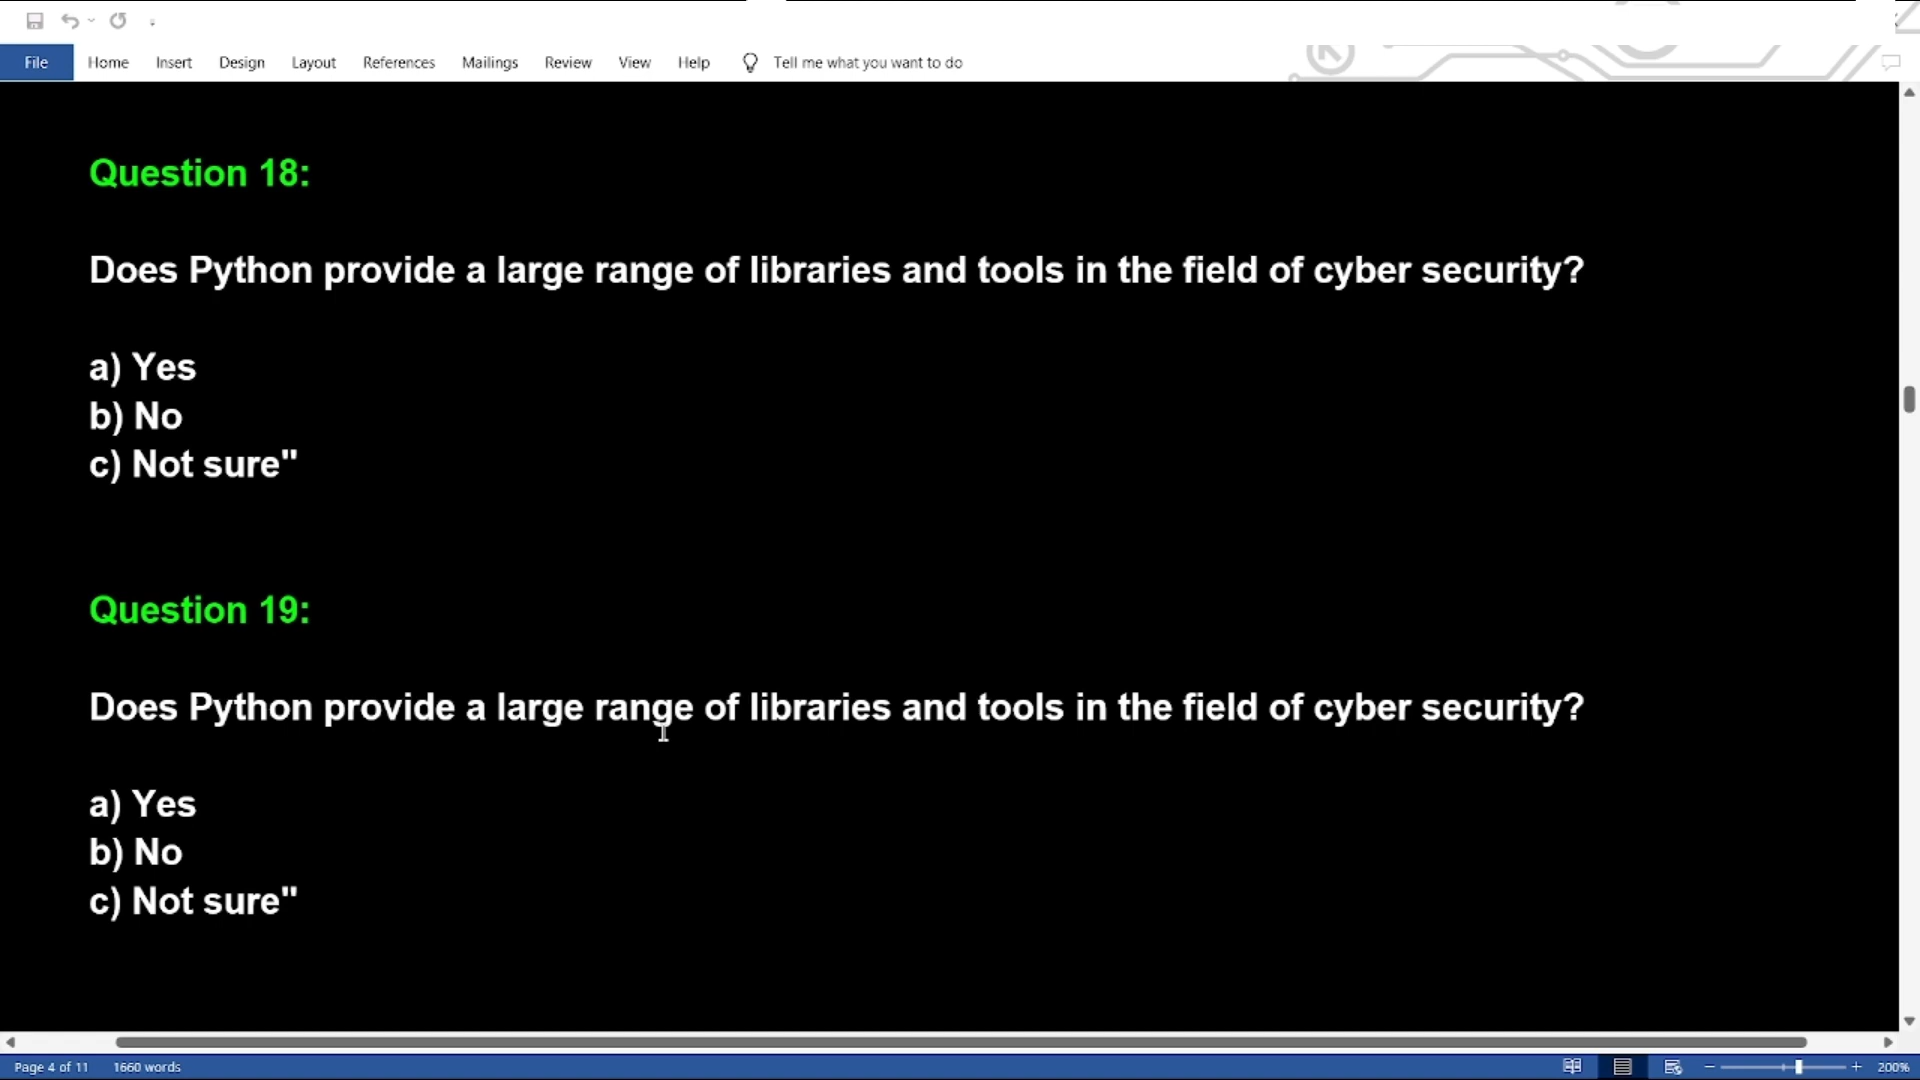 File Home Insert Design Layout References Mailings Review View Help Tell me what you want to do
Question 18:
Does Python provide a large range of libraries and tools in the field of cyber security?
a) Yes
b) No
c) Not sure"
Question 19:
Does Python provide a large range of libraries and tools in the field of cyber security?
a) Yes
b) No
c) Not sure"
Page 4 of 11 1660 words 200%